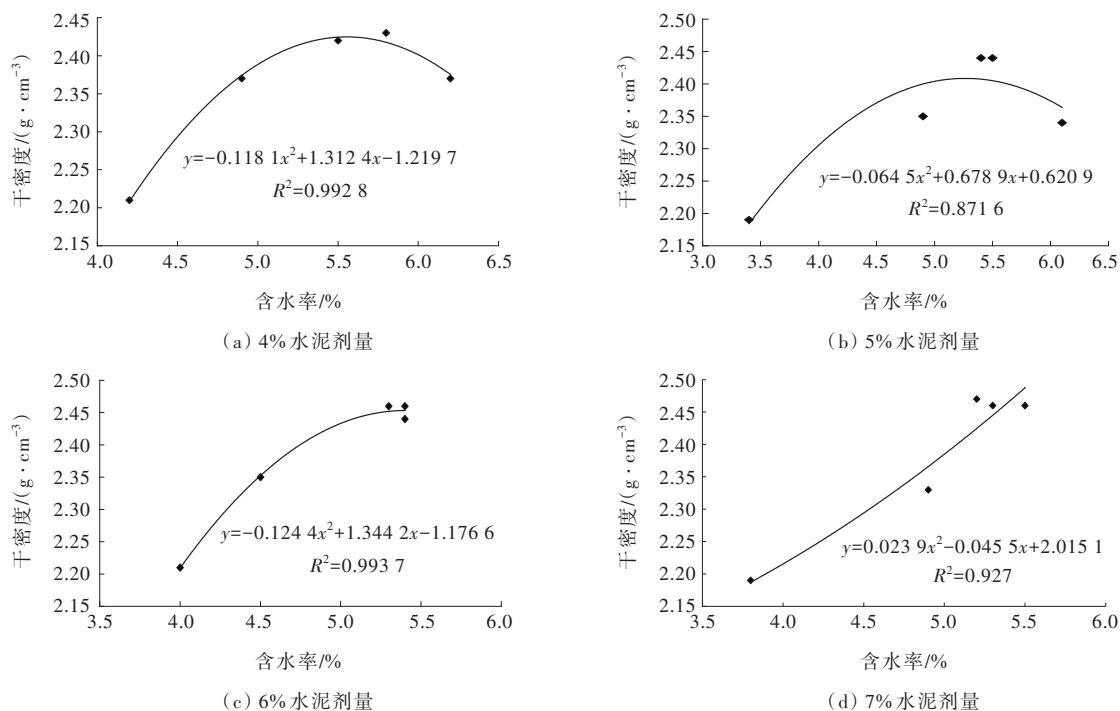 2.45
2.40
2.35
2.30
2.25
2.20
2.15
干密度/(g·cm⁻³)
y=-0.118 1x²+1.312 4x-1.219 7
R²=0.992 8
4.0 4.5 5.0 5.5 6.0 6.5
含水率/%
(a) 4%水泥剂量
2.50
2.45
2.40
2.35
2.30
2.25
2.20
2.15
干密度/(g·cm⁻³)
y=-0.064 5x²+0.678 9x+0.620 9
R²=0.871 6
3.0 3.5 4.0 4.5 5.0 5.5 6.0 6.5
含水率/%
(b) 5%水泥剂量
2.50
2.45
2.40
2.35
2.30
2.25
2.20
2.15
干密度/(g·cm⁻³)
y=-0.124 4x²+1.344 2x-1.176 6
R²=0.993 7
3.5 4.0 4.5 5.0 5.5 6.0
含水率/%
(c) 6%水泥剂量
2.50
2.45
2.40
2.35
2.30
2.25
2.20
2.15
干密度/(g·cm⁻³)
y=0.023 9x²-0.045 5x+2.015 1
R²=0.927
3.5 4.0 4.5 5.0 5.5 6.0
含水率/%
(d) 7%水泥剂量